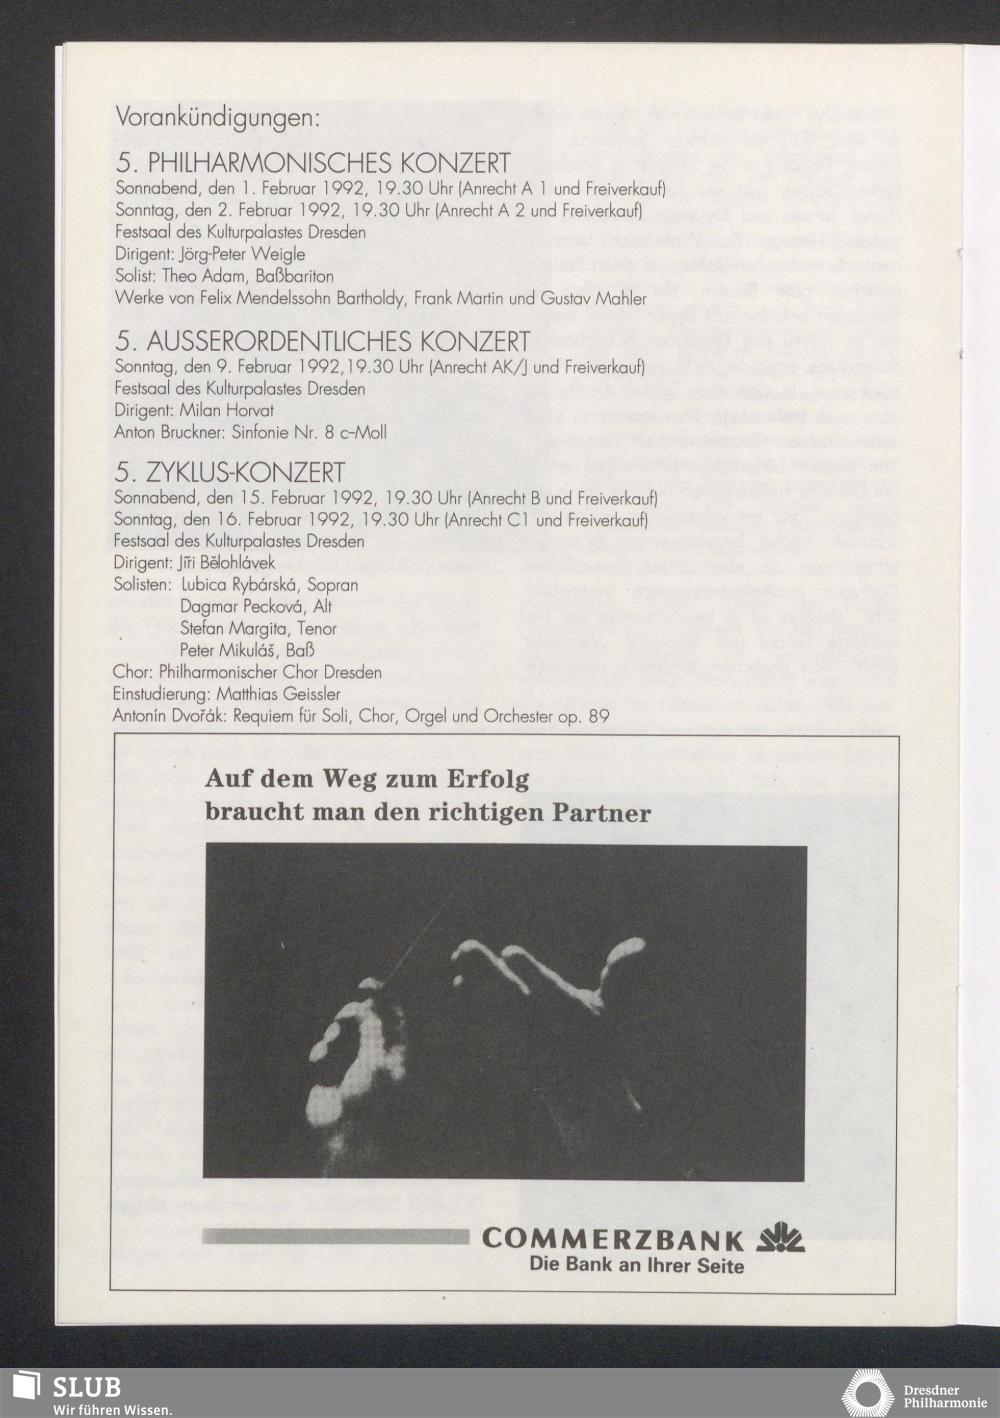 Vorankündigungen:
5. PHILHARMONISCHES KONZERT
Sonnabend, den 1. Februar 1992, 19.30 Uhr (Anrecht A 1 und Freiverkauf)
Sonntag, den 2. Februar 1992, 19.30 Uhr (Anrecht A 2 und Freiverkauf)
Festsaal des Kulturpalastes Dresden
Dirigent: Jörg-Peter Weigle
Solist: Theo Adam, Baßbariton
Werke von Felix Mendelssohn Bartholdy, Frank Martin und Gustav Mahler
5. AUSSERORDENTLICHES KONZERT
Sonntag, den 9. Februar 1992,19.30 Uhr (Anrecht AK/J und Freiverkauf)
Festsaal des Kulturpalastes Dresden
Dirigent: Milan Horvat
Anton Bruckner: Sinfonie Nr. 8 c-Moll
5. ZYKLUS-KONZERT
Sonnabend, den 15. Februar 1992, 19.30 Uhr (Anrecht B und Freiverkauf)
Sonntag, den 16. Februar 1992, 19.30 Uhr (Anrecht C1 und Freiverkauf)
Festsaal des Kulturpalastes Dresden
Dirigent: Jiři Bělohlávek
Solisten: Lubica Rybárská, Sopran
Dagmar Pecková, Alt
Stefan Margita, Tenor
Peter Mikuláš, Baß
Chor: Philharmonischer Chor Dresden
Einstudierung: Matthias Geissler
Antonín Dvořák: Requiem für Soli, Chor, Orgel und Orchester op. 89
Auf dem Weg zum Erfolg
braucht man den richtigen Partner
COMMERZBANK
Die Bank an Ihrer Seite
SLUB
Wir führen Wissen.
Dresdner
Philharmonie